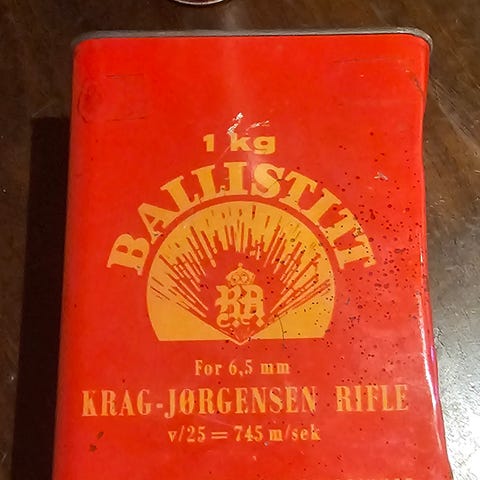 1 kg
BALLISTITT
For 6,5 mm
KRAG-JØRGENSEN RIFLE
v/25 = 745 m/sek